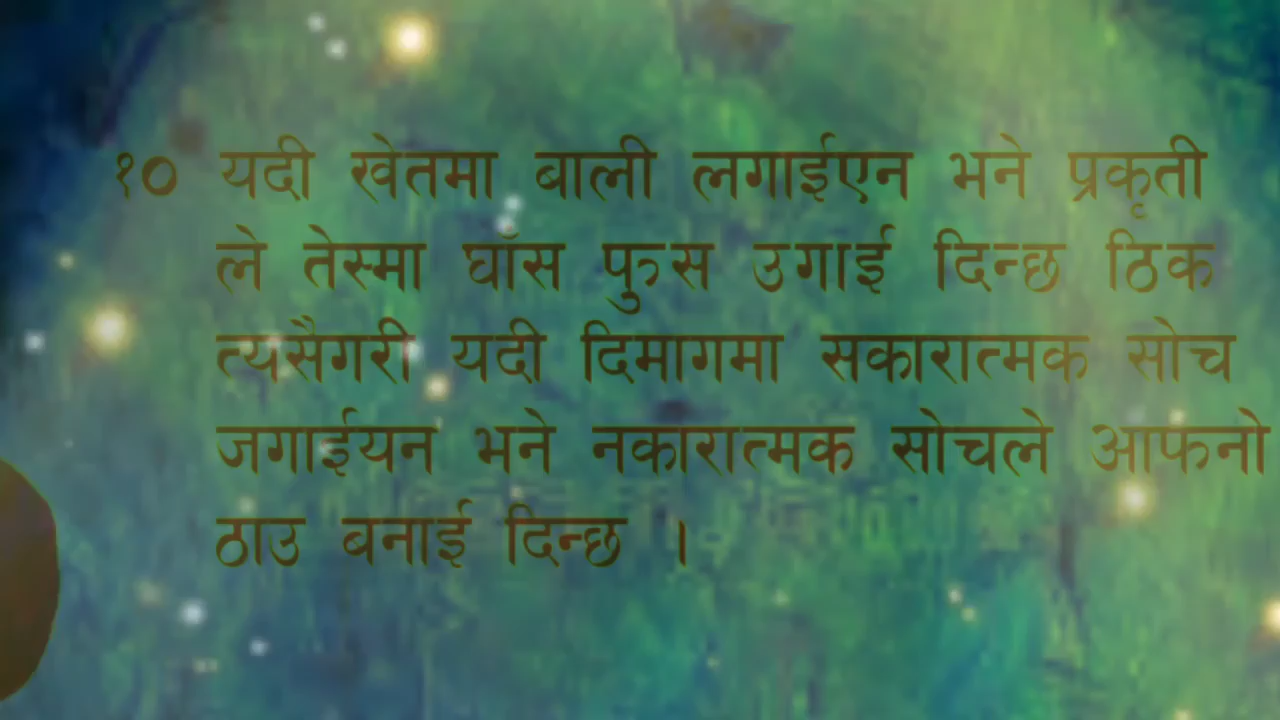 १० यदी खेतमा बाली लगाईएन भने प्रकृती
ले तेस्मा घाँस फुस उगाई दिन्छ ठिक
त्यसैगरी यदी दिमागमा सकारात्मक सोच
जगाईयन भने नकारात्मक सोचले आफनो
ठाउ बनाई दिन्छ ।